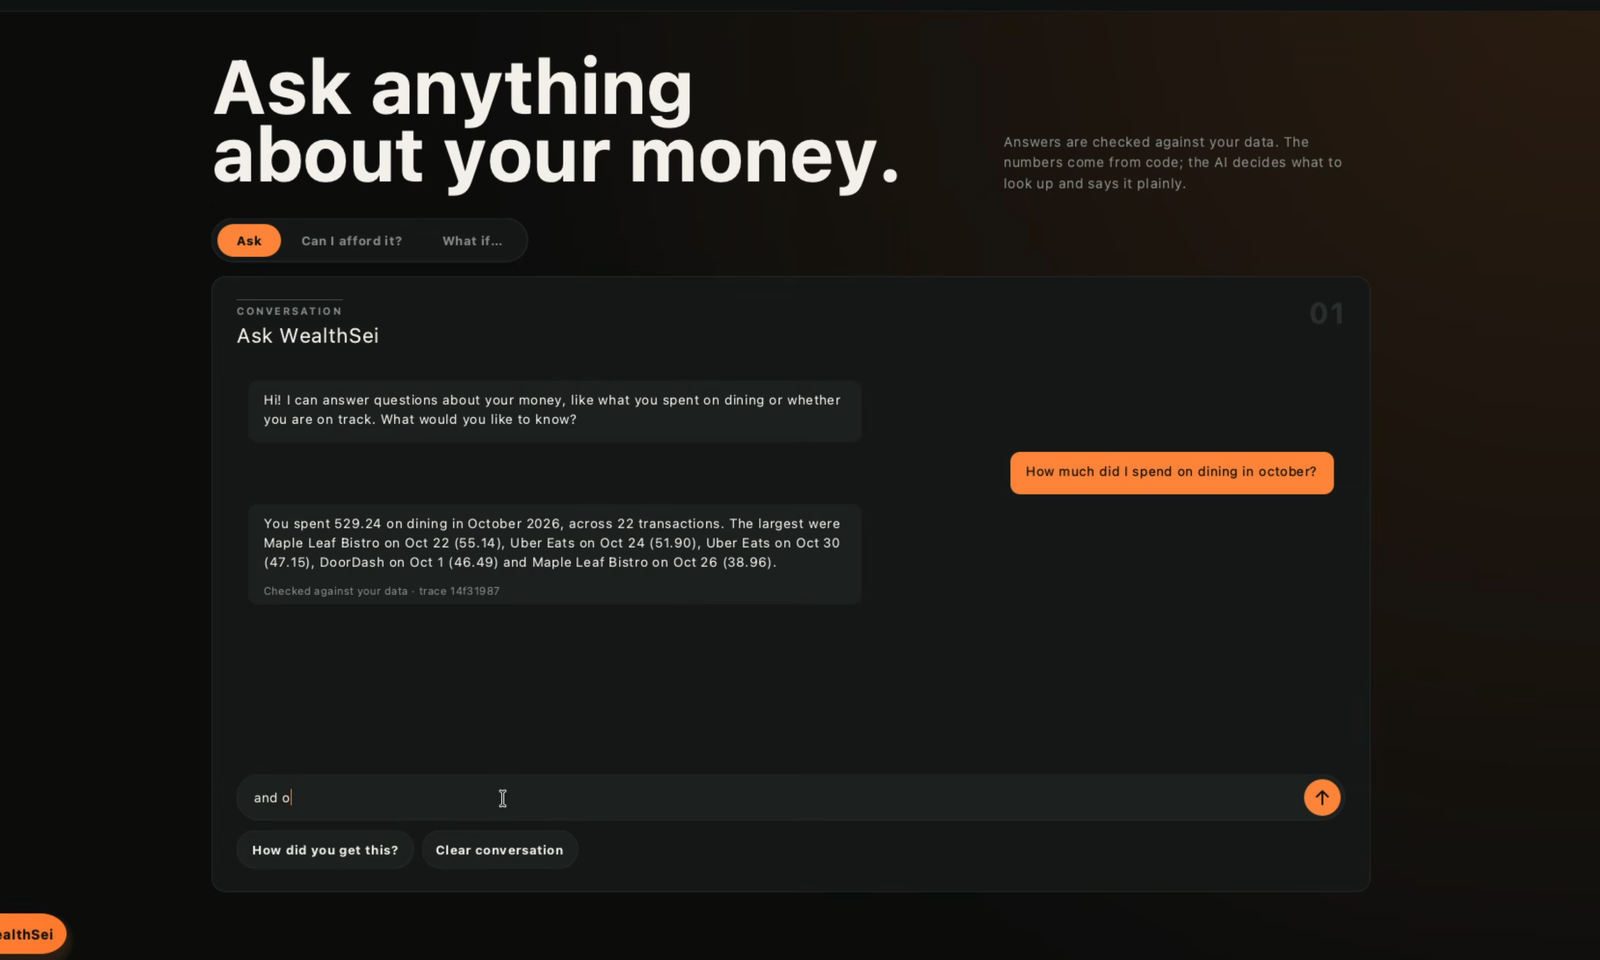 Ask anything
about your money.
Answers are checked against your data. The
numbers come from code; the AI decides what to
look up and says it plainly.
Ask
Can I afford it?
What if...
CONVERSATION
01
Ask WealthSei
Hi! I can answer questions about your money, like what you spent on dining or whether
you are on track. What would you like to know?
How much did I spend on dining in october?
You spent 529.24 on dining in October 2026, across 22 transactions. The largest were
Maple Leaf Bistro on Oct 22 (55.14), Uber Eats on Oct 24 (51.90), Uber Eats on Oct 30
(47.15), DoorDash on Oct 1 (46.49) and Maple Leaf Bistro on Oct 26 (38.96).
Checked against your data · trace 14f31987
and o
How did you get this?
Clear conversation
ealthSei